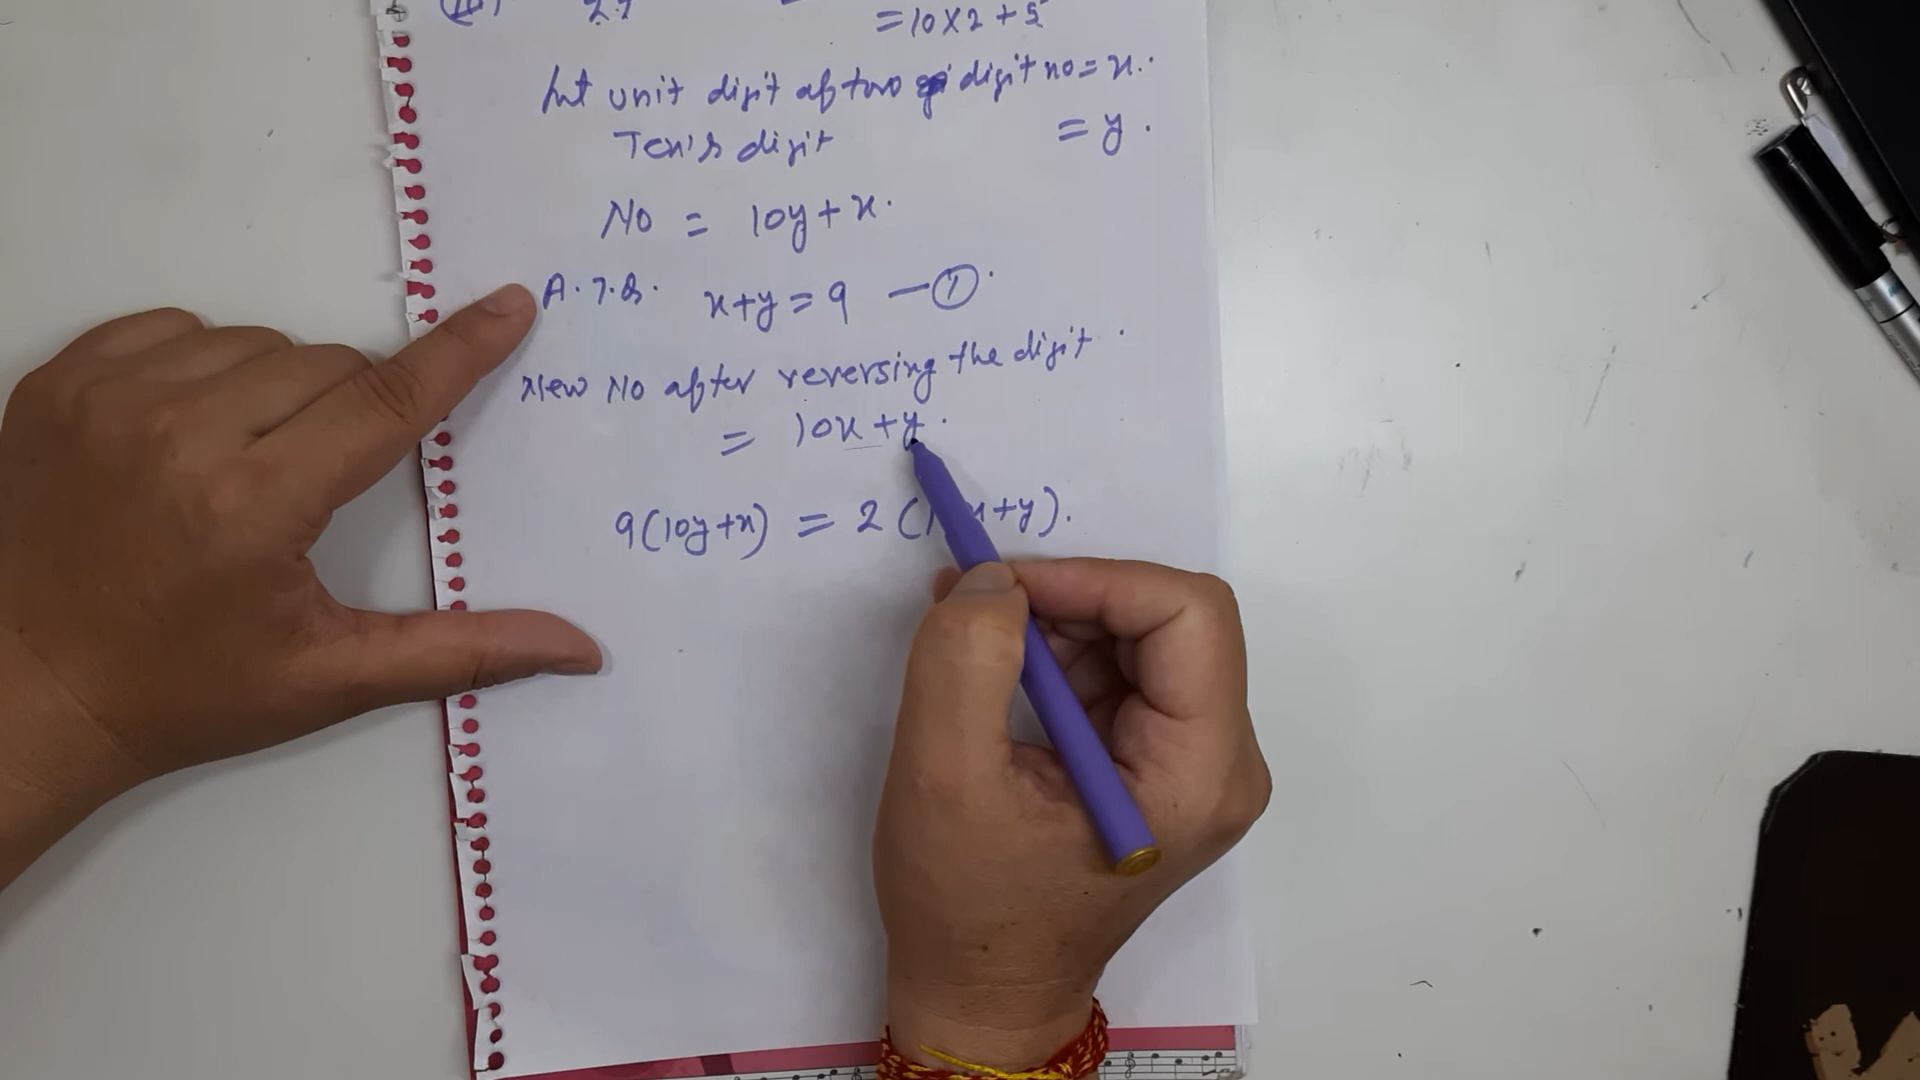 = 10 X 2 + 5
Let unit digit of two digit no = x.
Ten's digit = y.
No = 10y + x.
A.T.Q. x + y = 9 — ①
New No after reversing the digit
= 10x + y.
9(10y + x) = 2 (10x + y).